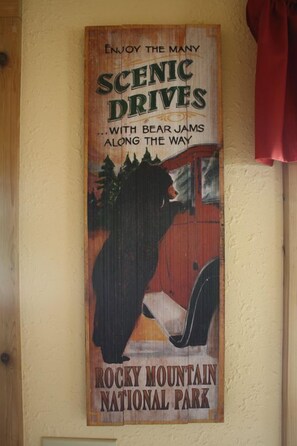 ENJOY THE MANY
SCENIC
DRIVES
...WITH BEAR JAMS
ALONG THE WAY
ROCKY MOUNTAIN
NATIONAL PARK